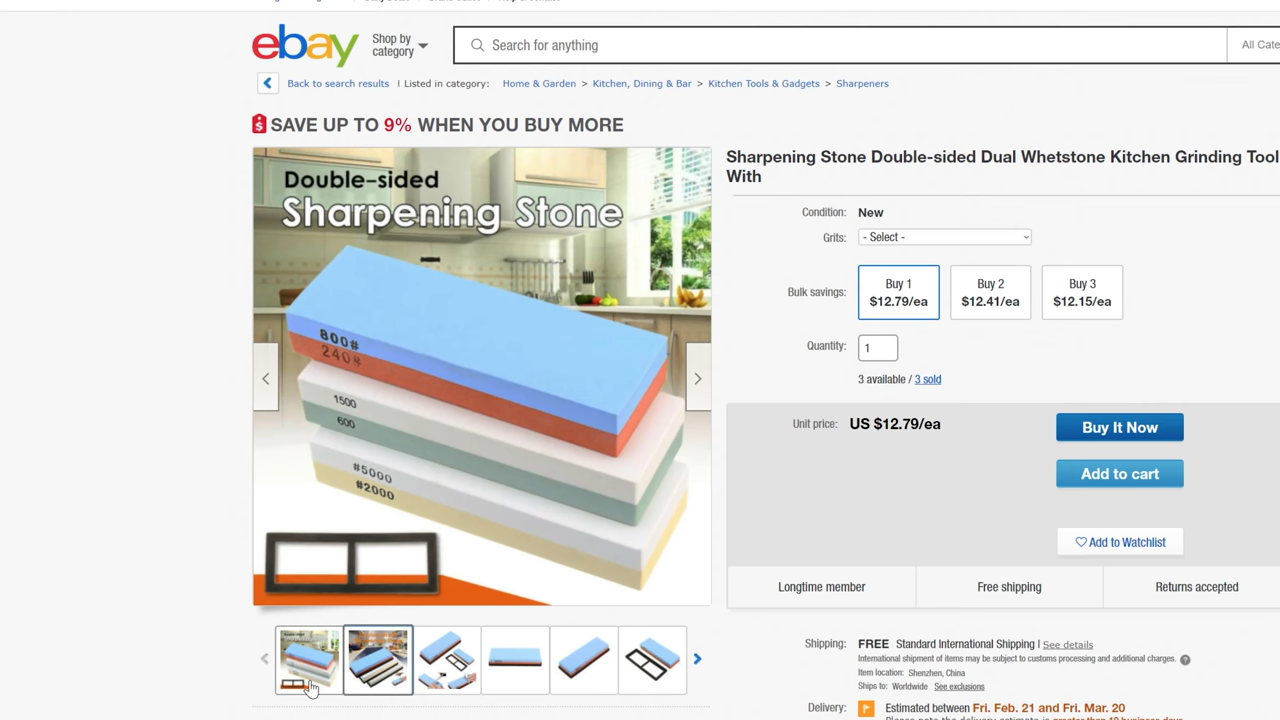 ebay
Shop by
category
Search for anything
All Cate
Back to search results | Listed in category: Home & Garden > Kitchen, Dining & Bar > Kitchen Tools & Gadgets > Sharpeners
SAVE UP TO 9% WHEN YOU BUY MORE
Double-sided
Sharpening Stone
800#
240#
1500
600
#5000
#2000
Sharpening Stone Double-sided Dual Whetstone Kitchen Grinding Tool
With
Condition: New
Grits: - Select -
Bulk savings:
Buy 1
$12.79/ea
Buy 2
$12.41/ea
Buy 3
$12.15/ea
Quantity: 1
3 available / 3 sold
Unit price: US $12.79/ea
Buy It Now
Add to cart
Add to Watchlist
Longtime member
Free shipping
Returns accepted
Shipping: FREE Standard International Shipping | See details
International shipment of items may be subject to customs processing and additional charges.
Item location: Shenzhen, China
Ships to: Worldwide See exclusions
Delivery: Estimated between Fri. Feb. 21 and Fri. Mar. 20